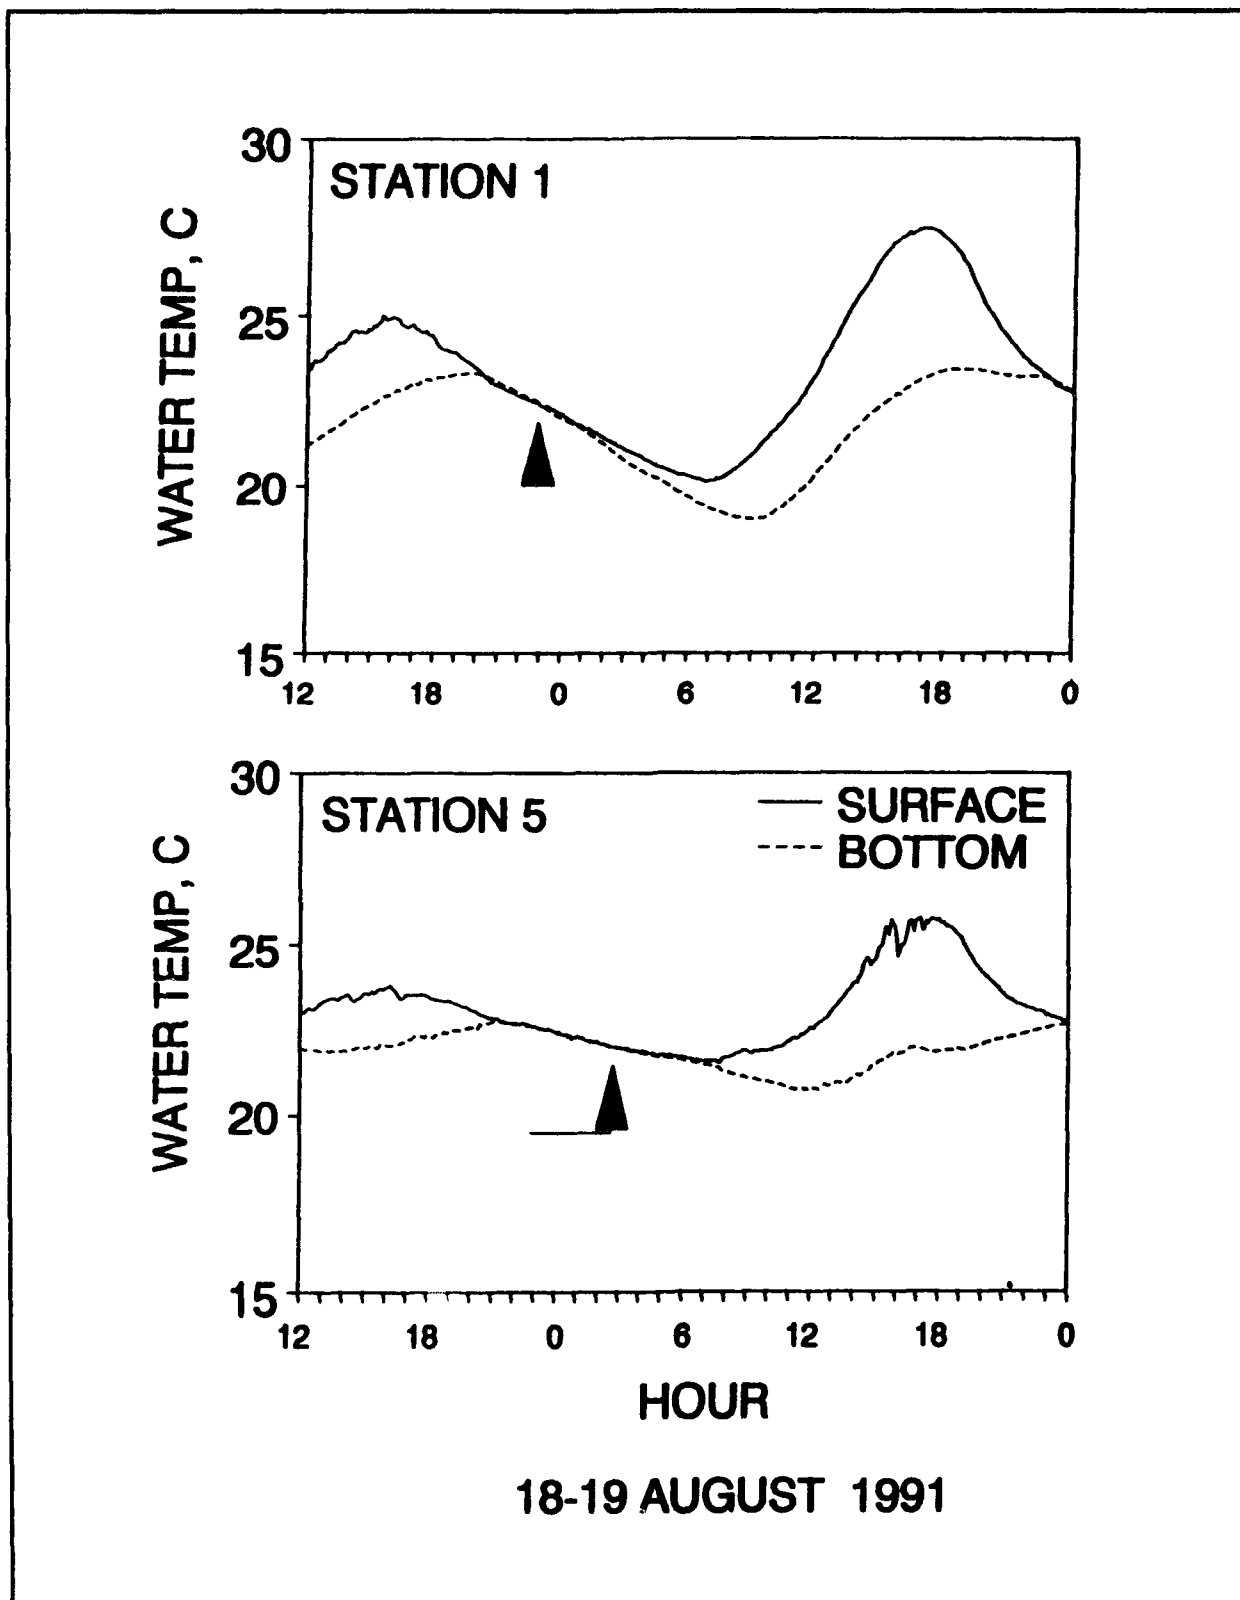 30
STATION 1
25
20
15
WATER TEMP, C
12 18 0 6 12 18 0
30
STATION 5
SURFACE
BOTTOM
25
20
15
WATER TEMP, C
12 18 0 6 12 18 0
HOUR
18-19 AUGUST 1991